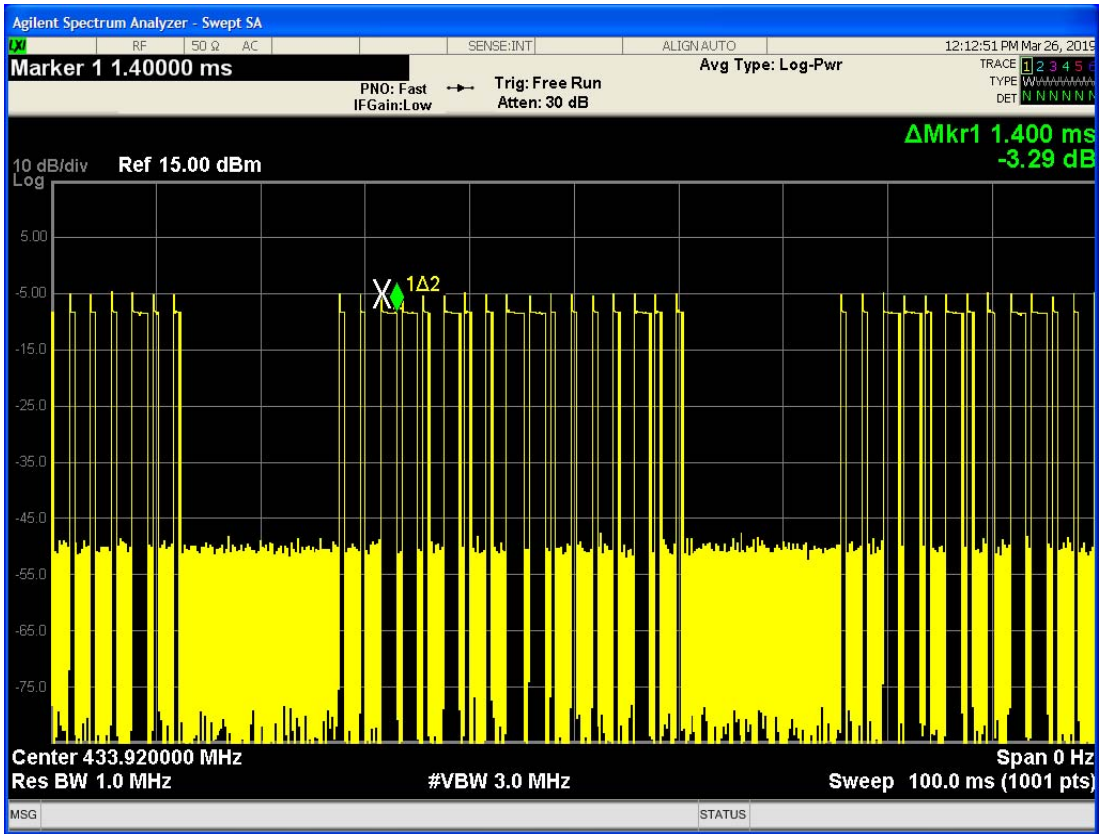 Agilent Spectrum Analyzer - Swept SA
LXI RF 50 Ω AC SENSE:INT ALIGN AUTO 12:12:51 PM Mar 26, 2019
Marker 1 1.40000 ms
PNO: Fast
IFGain:Low
Trig: Free Run
Atten: 30 dB
Avg Type: Log-Pwr
TRACE 1 2 3 4 5 6
TYPE W
DET N N N N N N
ΔMkr1 1.400 ms
-3.29 dB
10 dB/div Ref 15.00 dBm
Log
5.00
X 1Δ2
-5.00
-15.0
-25.0
-35.0
-45.0
-55.0
-65.0
-75.0
Center 433.920000 MHz Span 0 Hz
Res BW 1.0 MHz #VBW 3.0 MHz Sweep 100.0 ms (1001 pts)
MSG STATUS